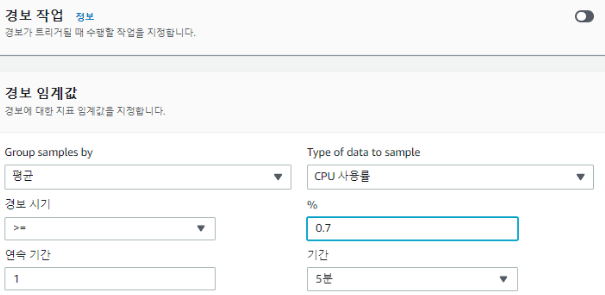 경보 작업 정보
경보가 트리거될 때 수행할 작업을 지정합니다.
경보 임계값
경보에 대한 지표 임계값을 지정합니다.
Group samples by
Type of data to sample
평균
CPU 사용률
경보 시기
%
>=
0.7
연속 기간
기간
1
5분